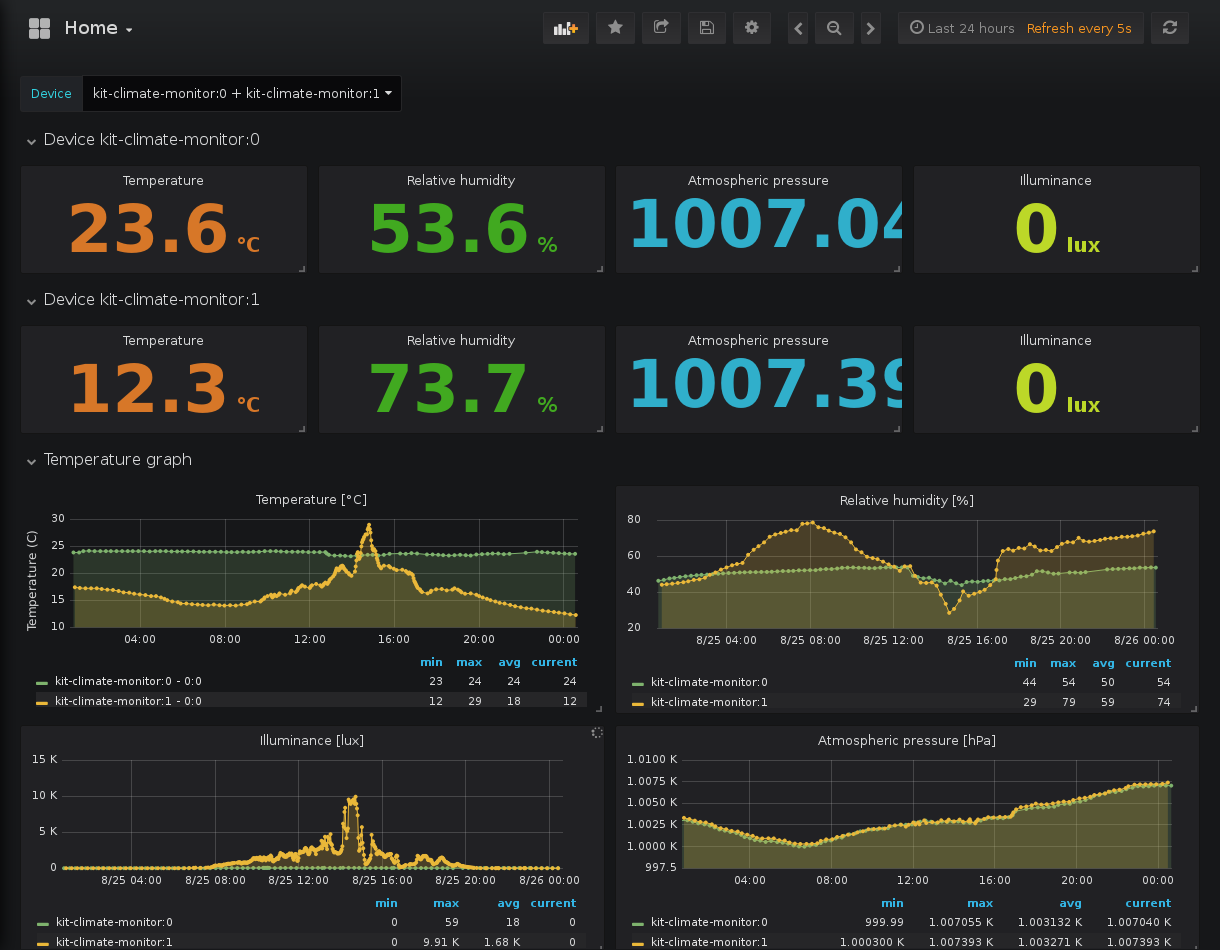 Home
Last 24 hours Refresh every 5s
Device kit-climate-monitor:0 + kit-climate-monitor:1
Device kit-climate-monitor:0
Temperature Relative humidity Atmospheric pressure Illuminance
23.6 °C 53.6 % 1007.04 0 lux
Device kit-climate-monitor:1
Temperature Relative humidity Atmospheric pressure Illuminance
12.3 °C 73.7 % 1007.39 0 lux
Temperature graph
Temperature [°C]
Temperature (C)
30
25
20
15
10
04:00 08:00 12:00 16:00 20:00 00:00
min max avg current
kit-climate-monitor:0 - 0:0 23 24 24 24
kit-climate-monitor:1 - 0:0 12 29 18 12
Relative humidity [%]
80
60
40
20
8/25 04:00 8/25 08:00 8/25 12:00 8/25 16:00 8/25 20:00 8/26 00:00
min max avg current
kit-climate-monitor:0 44 54 50 54
kit-climate-monitor:1 29 79 59 74
Illuminance [lux]
15 K
10 K
5 K
0
8/25 04:00 8/25 08:00 8/25 12:00 8/25 16:00 8/25 20:00 8/26 00:00
min max avg current
kit-climate-monitor:0 0 59 18 0
kit-climate-monitor:1 0 9.91 K 1.68 K 0
Atmospheric pressure [hPa]
1.0100 K
1.0075 K
1.0050 K
1.0025 K
1.0000 K
997.5
04:00 08:00 12:00 16:00 20:00 00:00
min max avg current
kit-climate-monitor:0 999.99 1.007055 K 1.003132 K 1.007040 K
kit-climate-monitor:1 1.000300 K 1.007393 K 1.003271 K 1.007393 K